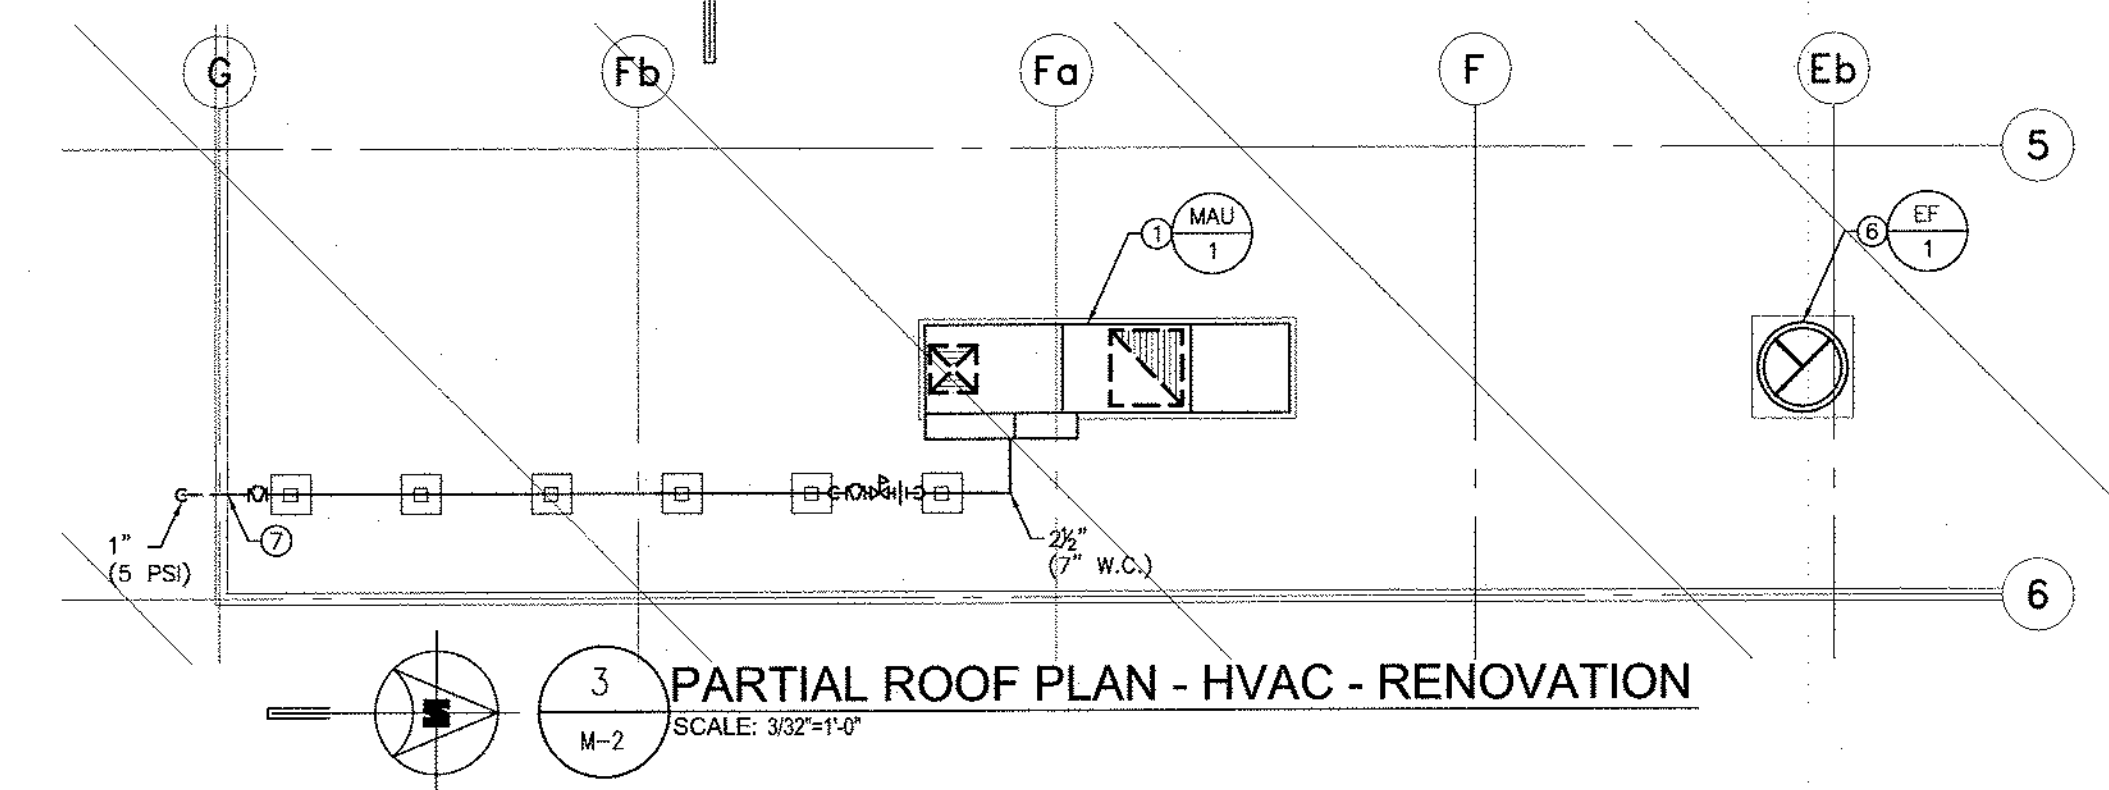 G
Fb
Fa
F
Eb
5
1
MAU
1
6
EF
1
1"
(5 PSI)
7
2½"
(7" W.C.)
6
N
3
M-2
PARTIAL ROOF PLAN - HVAC - RENOVATION
SCALE: 3/32"=1'-0"